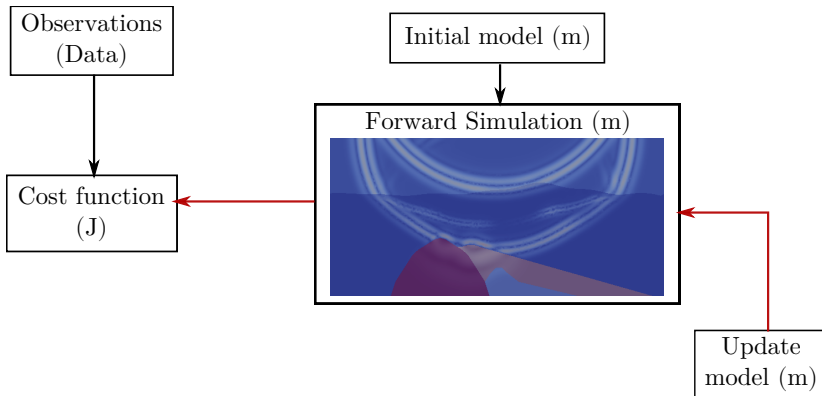 Observations
(Data)
Initial model (m)
Forward Simulation (m)
Cost function
(J)
Update
model (m)